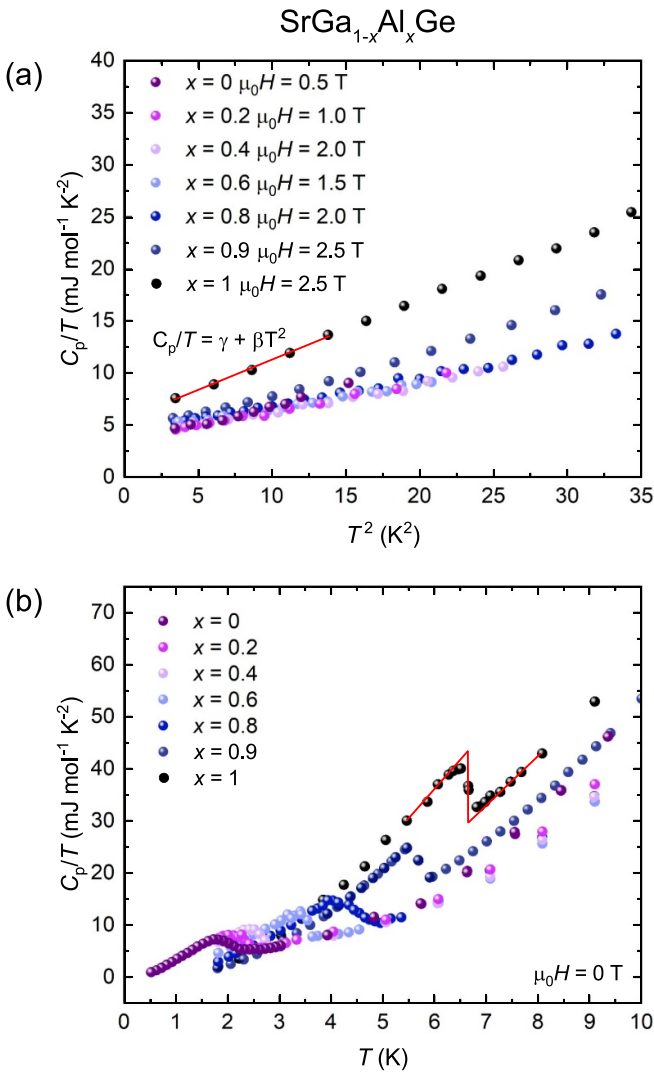 SrGa₁₋ₓAlₓGe
(a)
40
35
30
25
20
15
10
5
0
Cₚ/T (mJ mol⁻¹ K⁻²)
x = 0 μ₀H = 0.5 T
x = 0.2 μ₀H = 1.0 T
x = 0.4 μ₀H = 2.0 T
x = 0.6 μ₀H = 1.5 T
x = 0.8 μ₀H = 2.0 T
x = 0.9 μ₀H = 2.5 T
x = 1 μ₀H = 2.5 T
Cₚ/T = γ + βT²
0 5 10 15 20 25 30 35
T² (K²)
(b)
70
60
50
40
30
20
10
0
Cₚ/T (mJ mol⁻¹ K⁻²)
x = 0
x = 0.2
x = 0.4
x = 0.6
x = 0.8
x = 0.9
x = 1
μ₀H = 0 T
0 1 2 3 4 5 6 7 8 9 10
T (K)